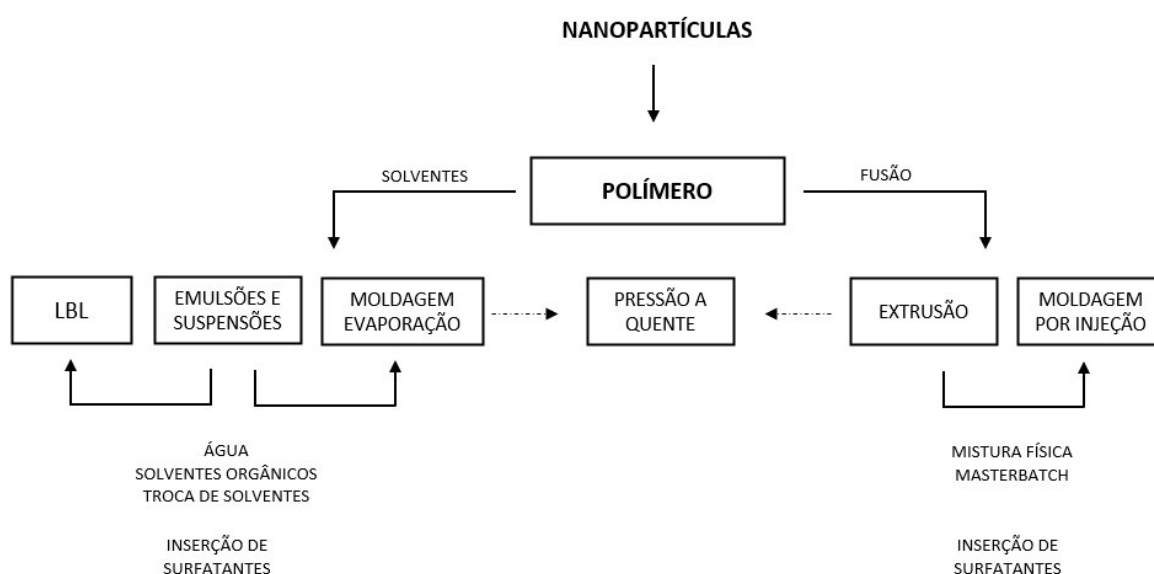 NANOPARTÍCULAS
SOLVENTES
POLÍMERO
FUSÃO
LBL
EMULSÕES E
SUSPENSÕES
MOLDAGEM
EVAPORAÇÃO
PRESSÃO A
QUENTE
EXTRUSÃO
MOLDAGEM
POR INJEÇÃO
ÁGUA
SOLVENTES ORGÂNICOS
TROCA DE SOLVENTES
INSERÇÃO DE
SURFATANTES
MISTURA FÍSICA
MASTERBATCH
INSERÇÃO DE
SURFATANTES